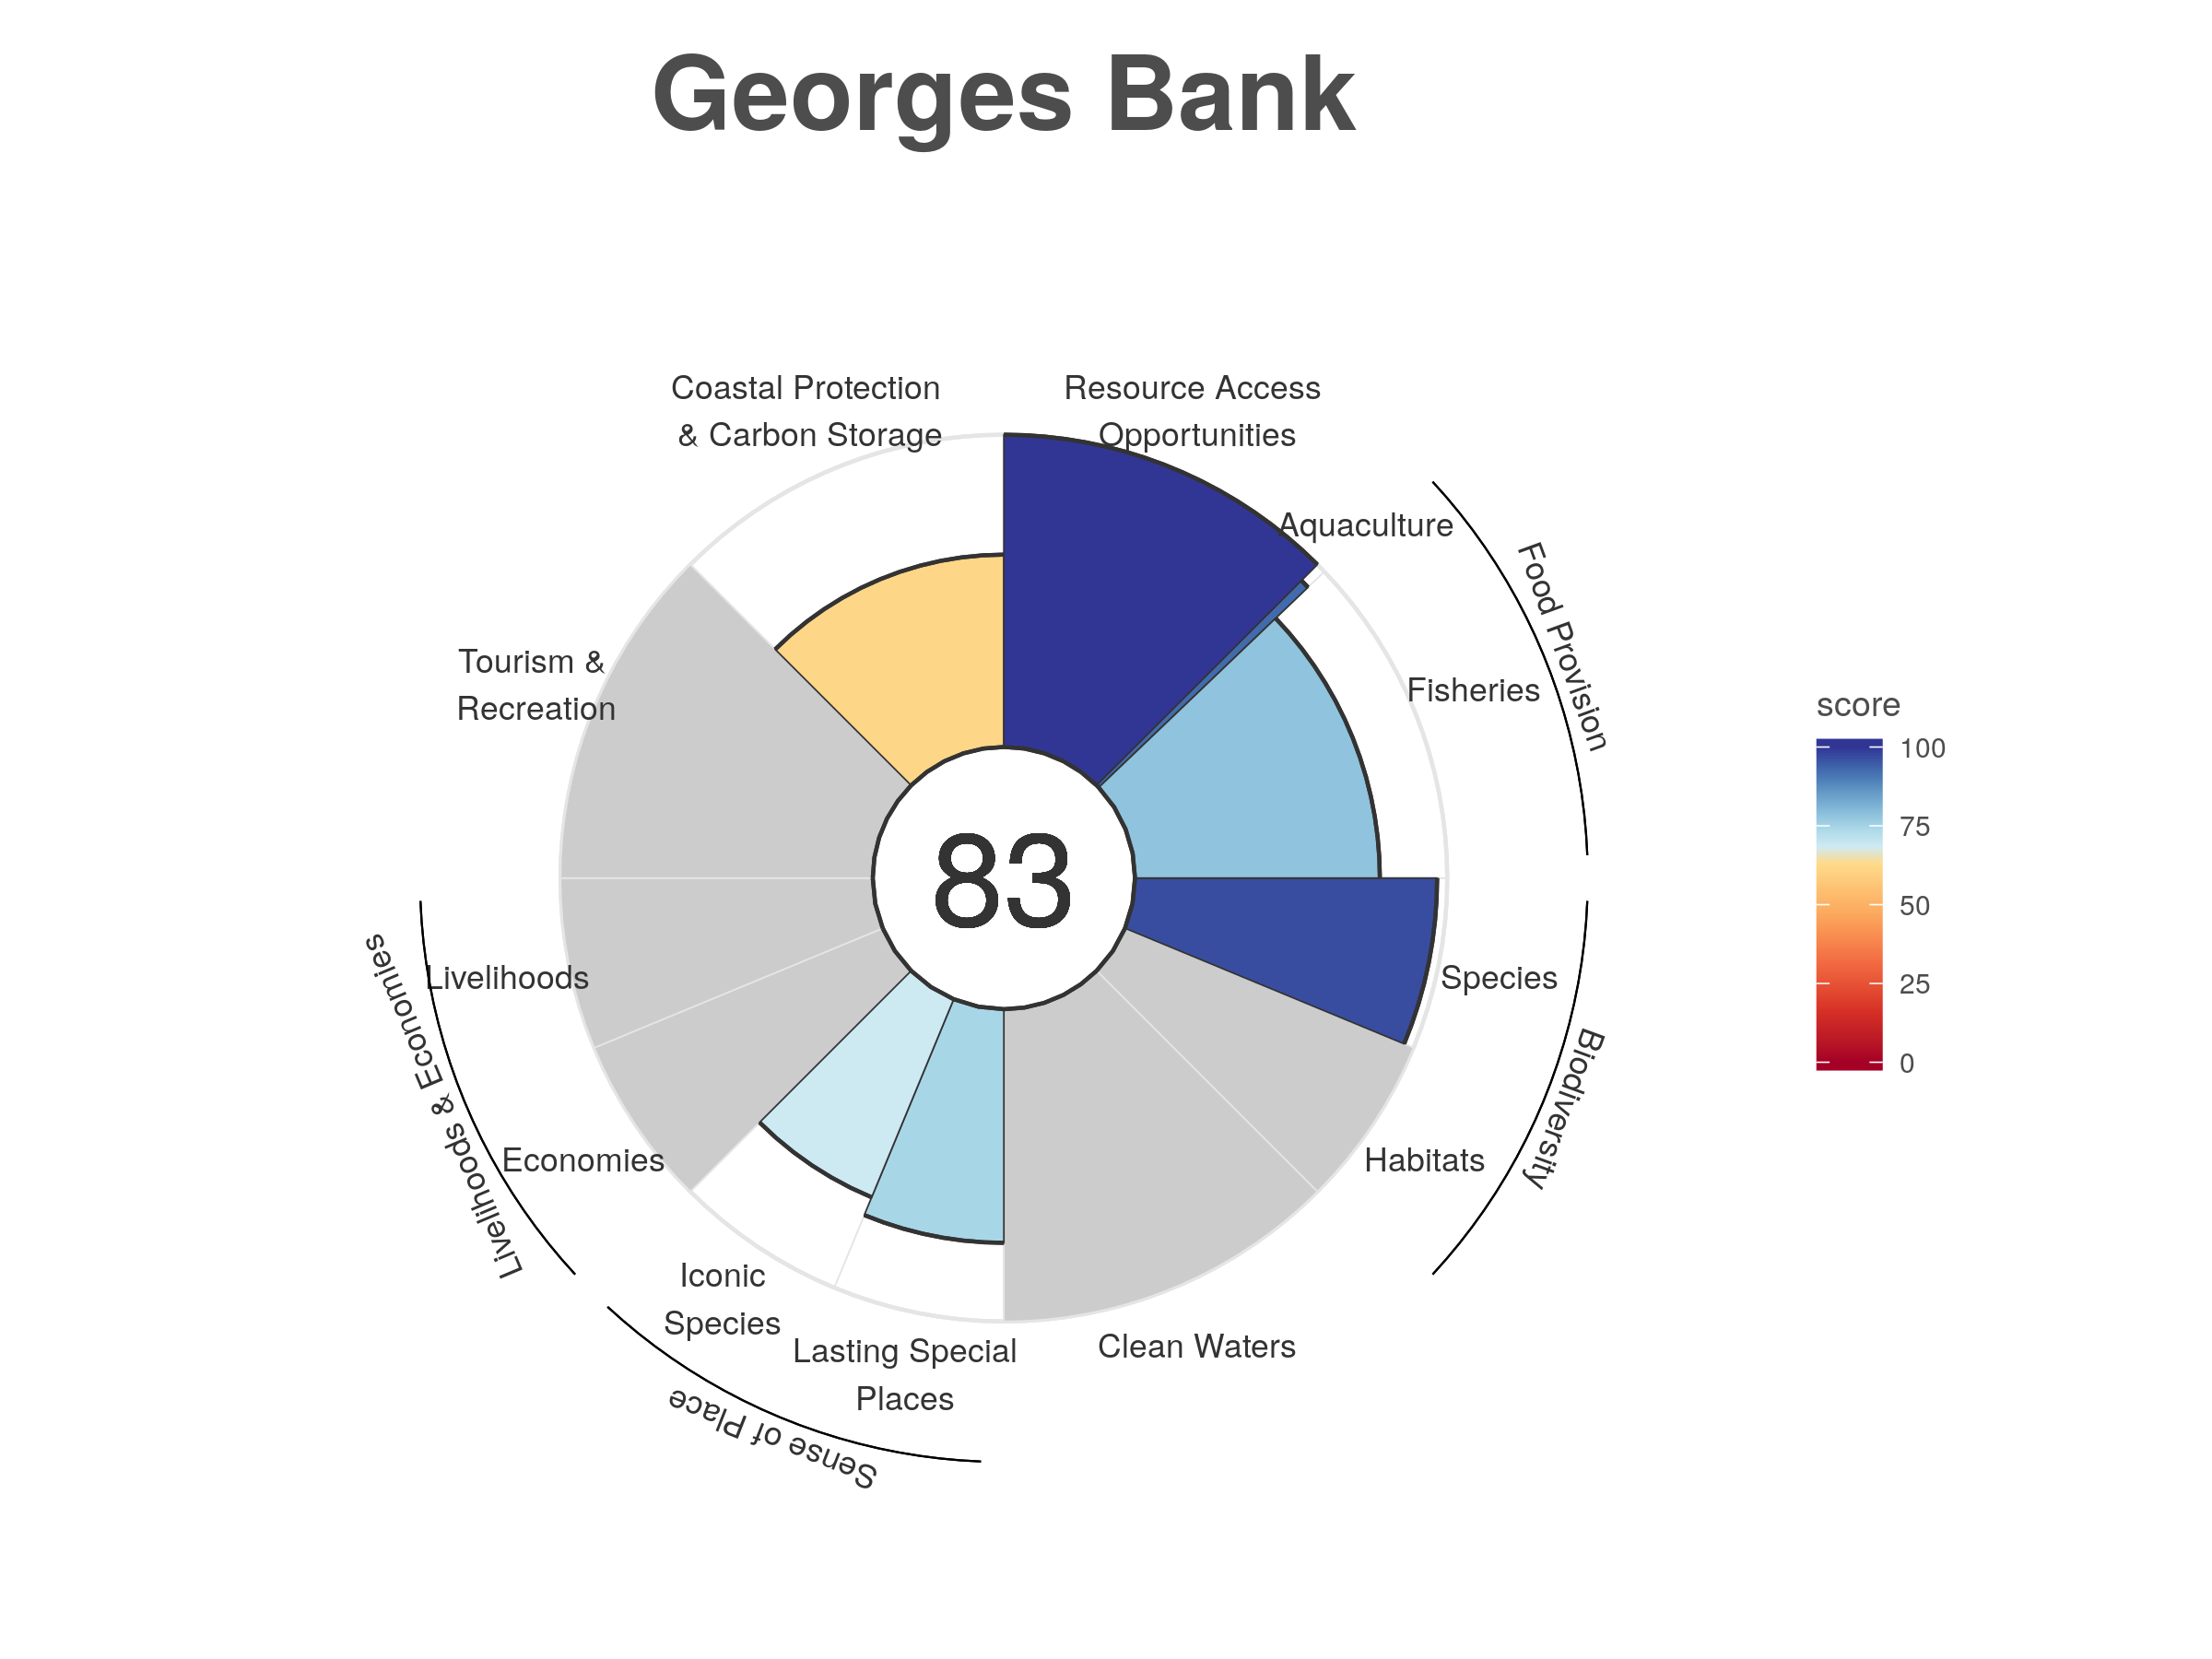 Georges Bank
Coastal Protection
& Carbon Storage
Resource Access
Opportunities
Aquaculture
Food Provision
Fisheries
Tourism &
Recreation
score
100
75
50
25
0
83
Species
Livelihoods
Livelihoods & Economies
Biodiversity
Economies
Habitats
Iconic
Species
Lasting Special
Places
Clean Waters
Sense of Place